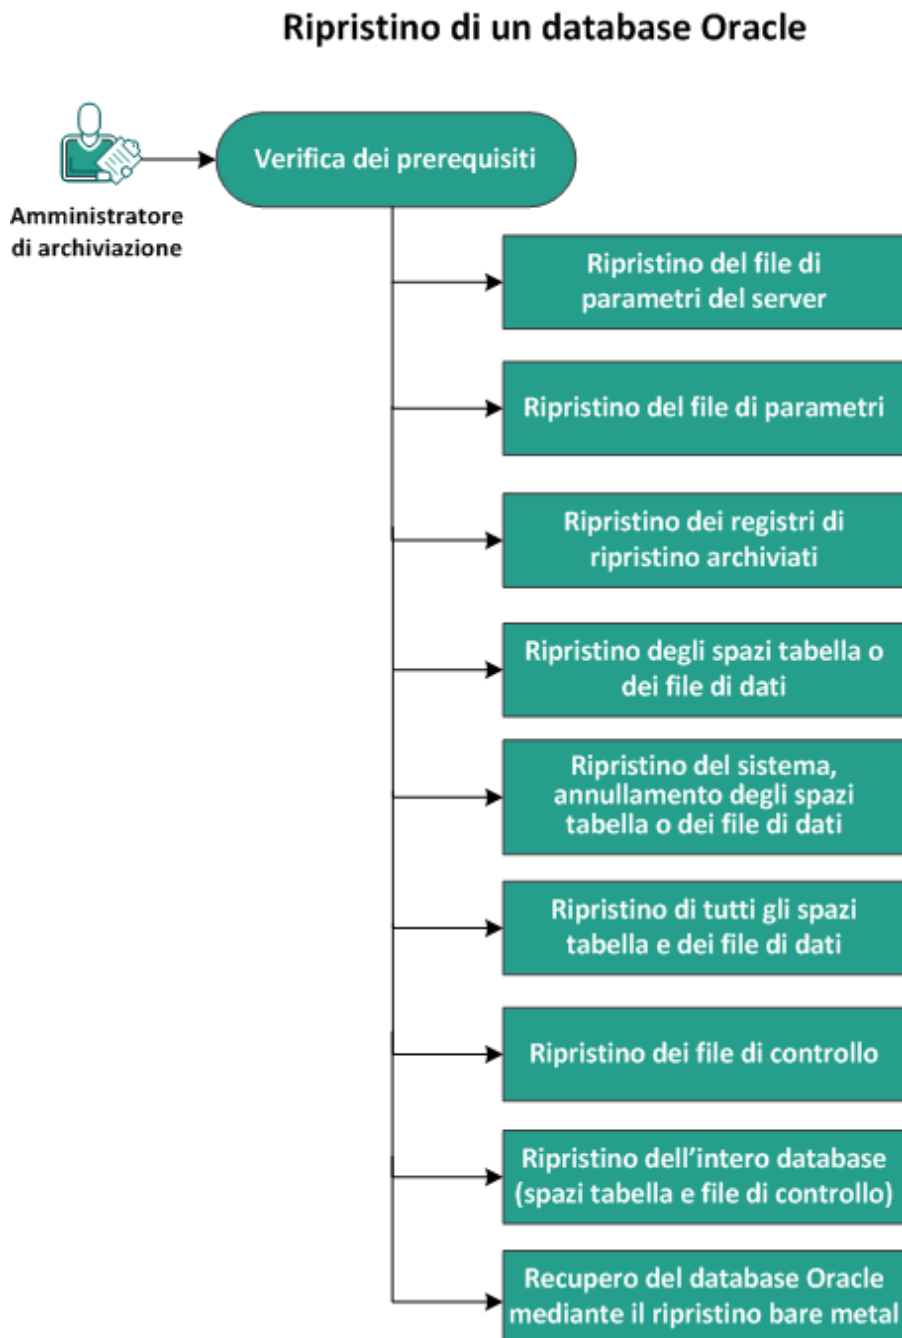 Ripristino di un database Oracle
Verifica dei prerequisiti
Amministratore
di archiviazione
Ripristino del file di
parametri del server
Ripristino del file di parametri
Ripristino dei registri di
ripristino archiviati
Ripristino degli spazi tabella o
dei file di dati
Ripristino del sistema,
annullamento degli spazi
tabella o dei file di dati
Ripristino di tutti gli spazi
tabella e dei file di dati
Ripristino dei file di controllo
Ripristino dell’intero database
(spazi tabella e file di controllo)
Recupero del database Oracle
mediante il ripristino bare metal